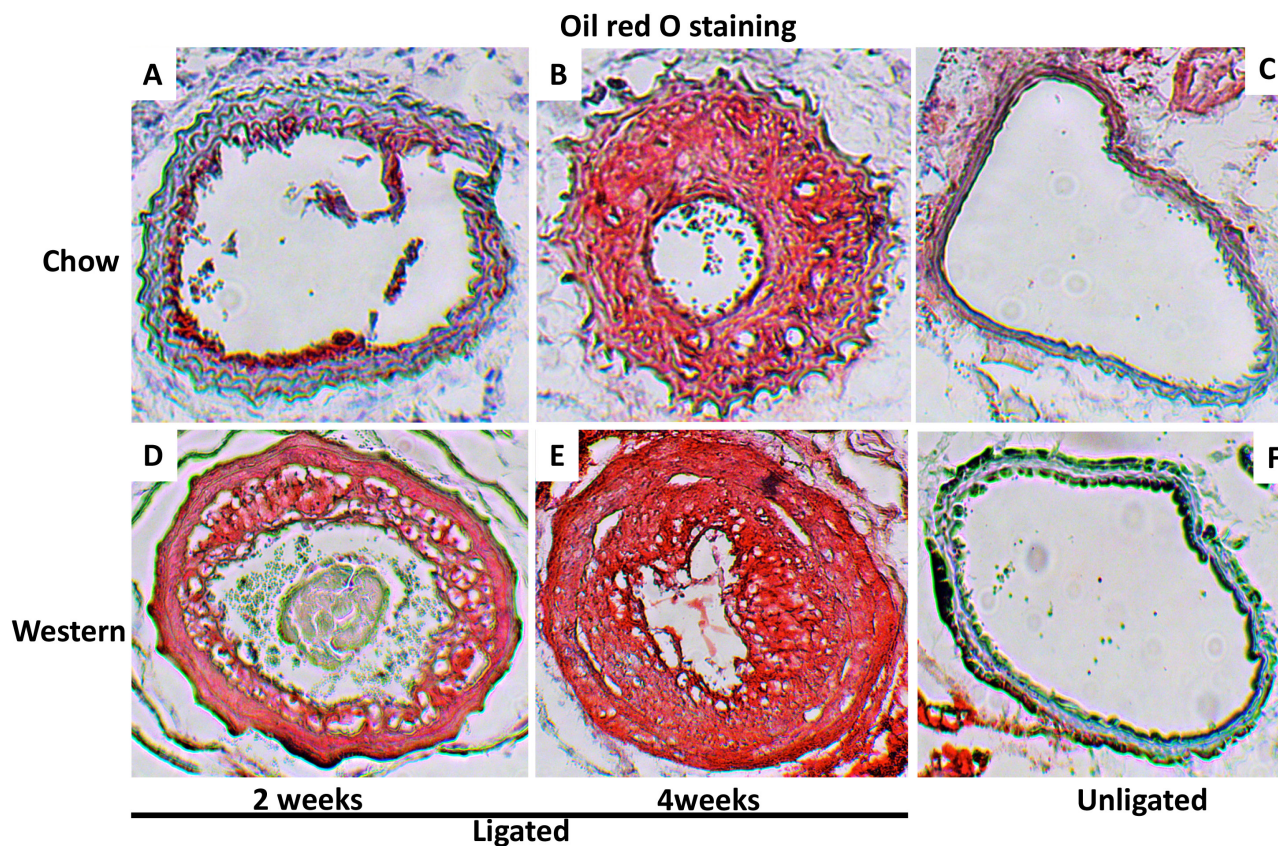 Oil red O staining
A
B
C
Chow
D
E
F
Western
2 weeks
4weeks
Unligated
Ligated